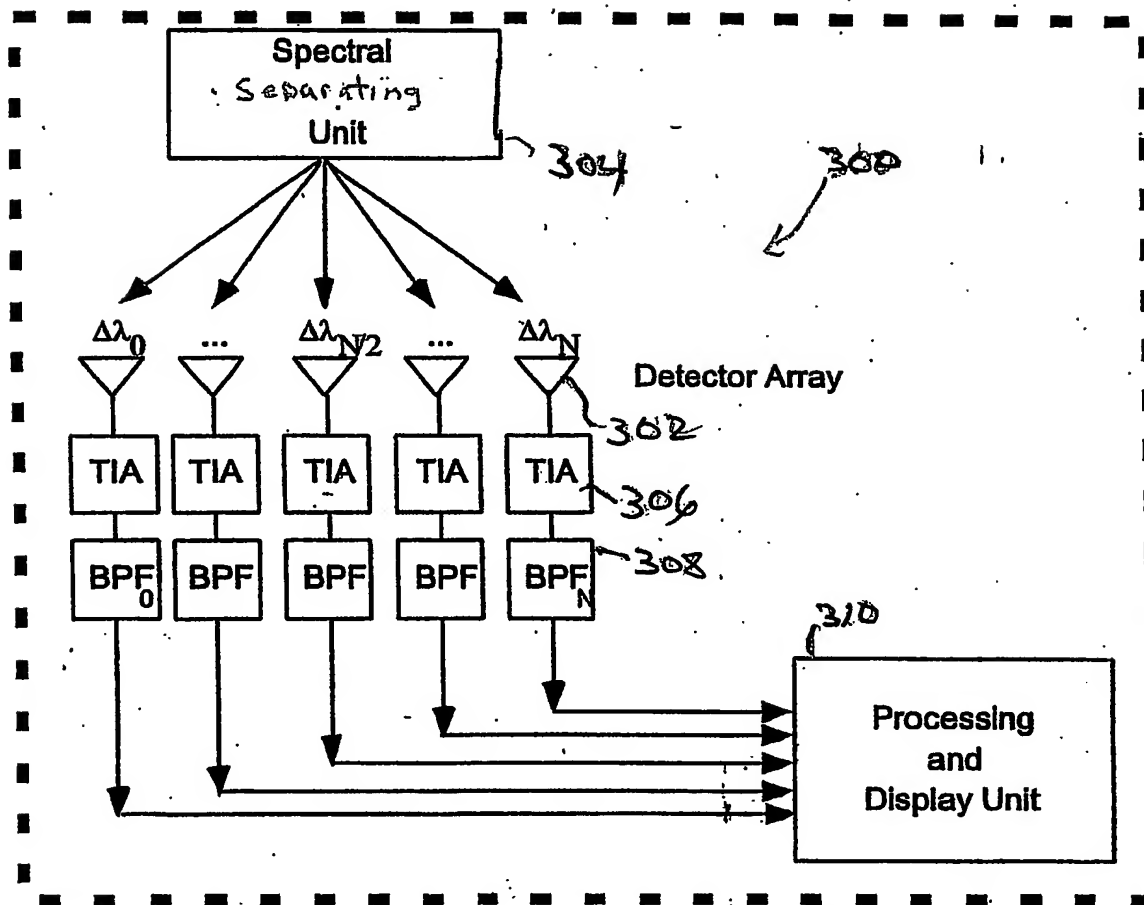 Spectral
Separating
Unit
304
300
Δλ0 ... ΔλN/2 ... ΔλN
Detector Array
302
TIA TIA TIA TIA TIA
306
BPF0 BPF BPF BPF BPFN
308
310
Processing
and
Display Unit